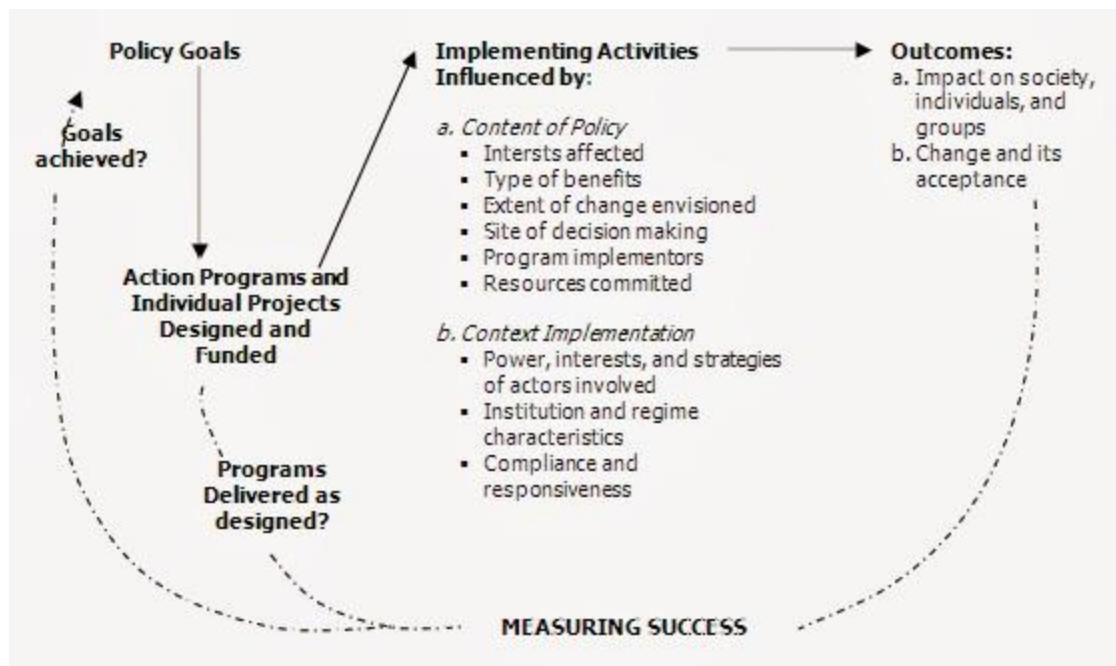 Policy Goals
Goals
achieved?
Action Programs and
Individual Projects
Designed and
Funded
Programs
Delivered as
designed?
Implementing Activities
Influenced by:
a. Content of Policy
▪ Intersts affected
▪ Type of benefits
▪ Extent of change envisioned
▪ Site of decision making
▪ Program implementors
▪ Resources committed
b. Context Implementation
▪ Power, interests, and strategies
of actors involved
▪ Institution and regime
characteristics
▪ Compliance and
responsiveness
Outcomes:
a. Impact on society,
individuals, and
groups
b. Change and its
acceptance
MEASURING SUCCESS